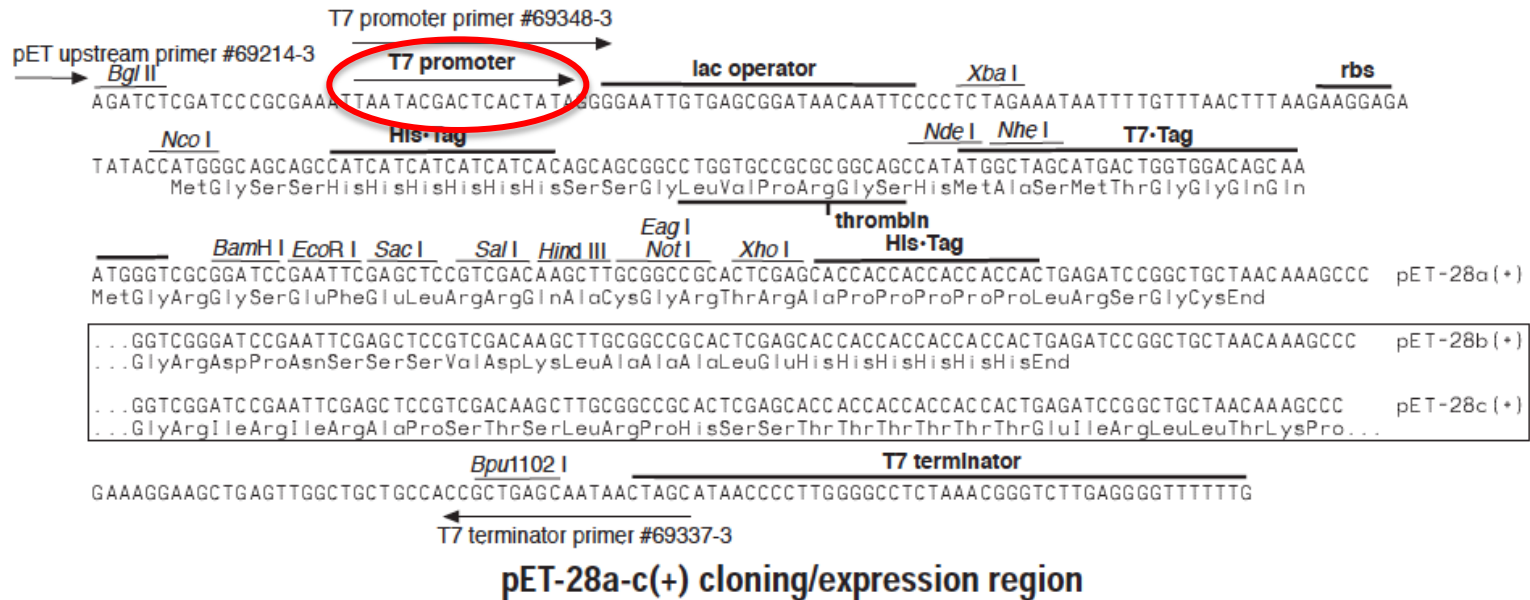 T7 promoter primer #69348-3
pET upstream primer #69214-3
Bgl II T7 promoter lac operator Xba I rbs
AGATCTCGATCCCGCGAAATTAATACGACTCACTATAGGGGAATTGTGAGCGGATAACAATTCCCCTCTAGAAATAATTTTGTTTAACTTTAAGAAGGAGA
Nco I His•Tag Nde I Nhe I T7•Tag
TATACCATGGGCAGCAGCCATCATCATCATCATCACAGCAGCGGCCTGGTGCCGCGCGGCAGCCATATGGCTAGCATGACTGGTGGACAGCAA
MetGlySerSerHisHisHisHisHisHisSerSerGlyLeuValProArgGlySerHisMetAlaSerMetThrGlyGlyGlnGln
thrombin
BamH I EcoR I Sac I Sal I Hind III Eag I Not I Xho I His•Tag
ATGGGTCGCGGATCCGAATTCGAGCTCCGTCGACAAGCTTGCGGCCGCACTCGAGCACCACCACCACCACCACTGAGATCCGGCTGCTAACAAAGCCC pET-28a(+)
MetGlyArgGlySerGluPheGluLeuArgArgGlnAlaCysGlyArgThrArgAlaProProProProProLeuArgSerGlyCysEnd
...GGTCGGGATCCGAATTCGAGCTCCGTCGACAAGCTTGCGGCCGCACTCGAGCACCACCACCACCACCACTGAGATCCGGCTGCTAACAAAGCCC pET-28b(+)
...GlyArgAspProAsnSerSerSerValAspLysLeuAlaAlaAlaLeuGluHisHisHisHisHisHisEnd
...GGTCGGATCCGAATTCGAGCTCCGTCGACAAGCTTGCGGCCGCACTCGAGCACCACCACCACCACCACTGAGATCCGGCTGCTAACAAAGCCC pET-28c(+)
...GlyArgIleArgIleArgAlaProSerThrSerLeuArgProHisSerSerThrThrThrThrThrThrGluIleArgLeuLeuThrLysPro...
Bpu1102 I T7 terminator
GAAAGGAAGCTGAGTTGGCTGCTGCCACCGCTGAGCAATAACTAGCATAACCCCTTGGGGCCTCTAAACGGGTCTTGAGGGGTTTTTTG
T7 terminator primer #69337-3
pET-28a-c(+) cloning/expression region